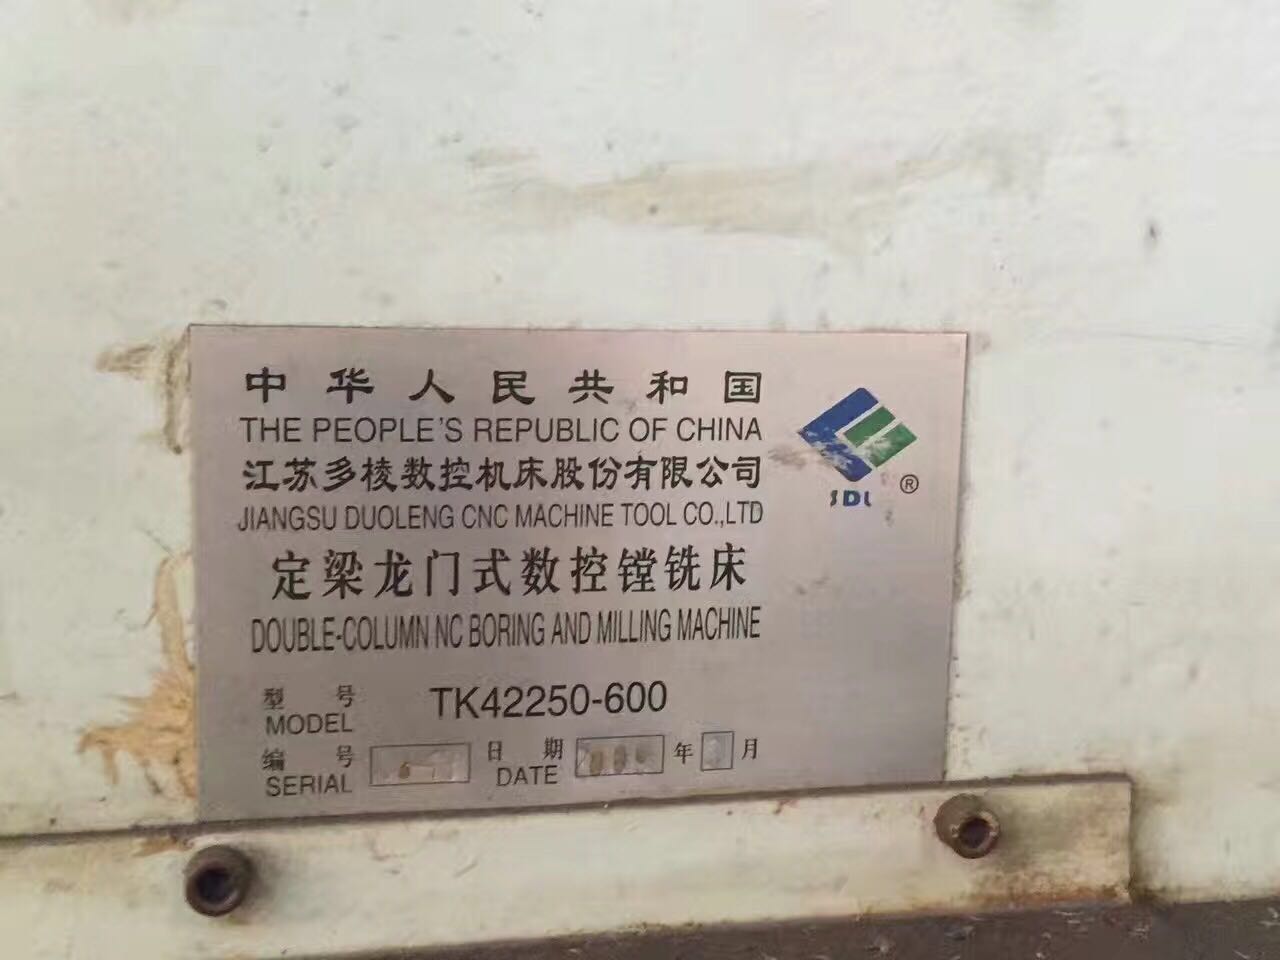 中华人民共和国
THE PEOPLE'S REPUBLIC OF CHINA
江苏多棱数控机床股份有限公司
JIANGSU DUOLENG CNC MACHINE TOOL CO.,LTD
®
定梁龙门式数控镗铣床
DOUBLE-COLUMN NC BORING AND MILLING MACHINE
型号 TK42250-600
MODEL
编号 日期 年 月
SERIAL DATE